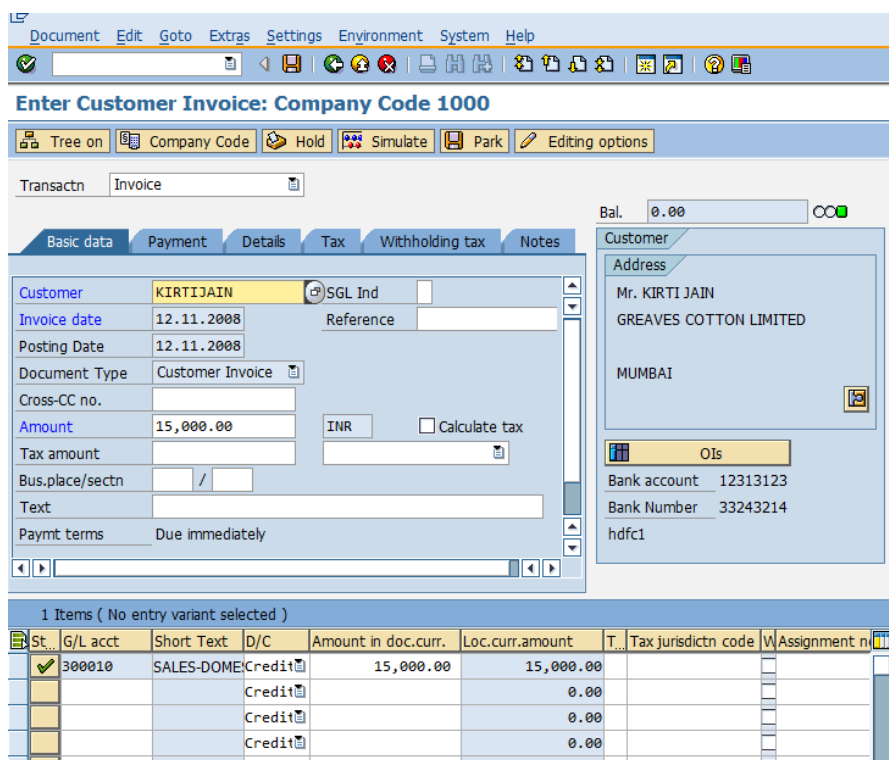 Document Edit Goto Extras Settings Environment System Help
Enter Customer Invoice: Company Code 1000
Tree on Company Code Hold Simulate Park Editing options
Transactn Invoice
Bal. 0.00
Basic data Payment Details Tax Withholding tax Notes
Customer KIRTIJAIN SGL Ind
Invoice date 12.11.2008 Reference
Posting Date 12.11.2008
Document Type Customer Invoice
Cross-CC no.
Amount 15,000.00 INR Calculate tax
Tax amount
Bus.place/sectn /
Text
Paymt terms Due immediately
Customer
Address
Mr. KIRTI JAIN
GREAVES COTTON LIMITED
MUMBAI
OIs
Bank account 12313123
Bank Number 33243214
hdfc1
1 Items ( No entry variant selected )
St... G/L acct Short Text D/C Amount in doc.curr. Loc.curr.amount T... Tax jurisdictn code W Assignment n
300010 SALES-DOMES Credit 15,000.00 15,000.00
Credit 0.00
Credit 0.00
Credit 0.00